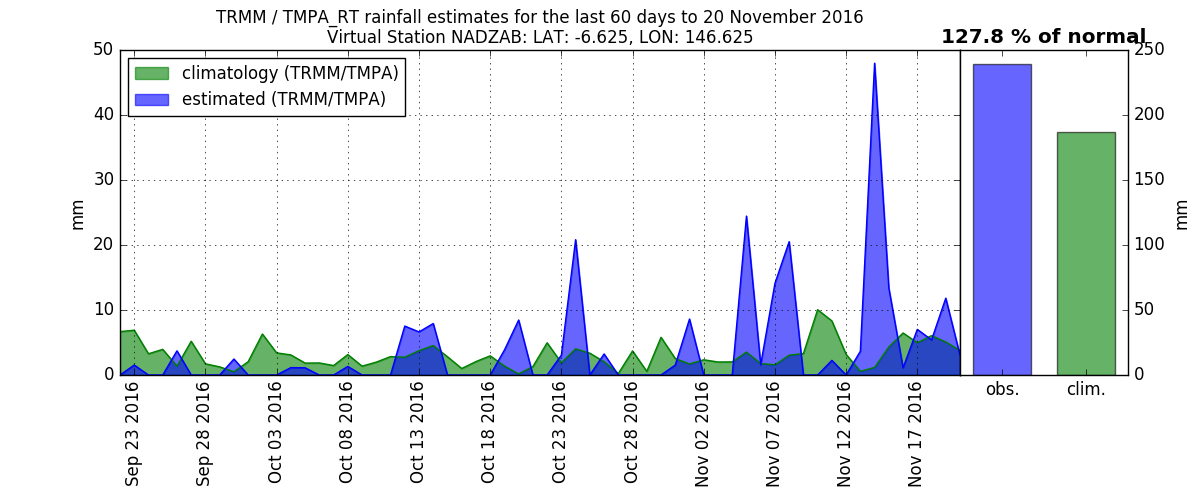 TRMM / TMPA_RT rainfall estimates for the last 60 days to 20 November 2016
Virtual Station NADZAB: LAT: -6.625, LON: 146.625
127.8 % of normal
climatology (TRMM/TMPA)
estimated (TRMM/TMPA)
50
40
30
20
10
0
mm
250
200
150
100
50
0
mm
Sep 23 2016
Sep 28 2016
Oct 03 2016
Oct 08 2016
Oct 13 2016
Oct 18 2016
Oct 23 2016
Oct 28 2016
Nov 02 2016
Nov 07 2016
Nov 12 2016
Nov 17 2016
obs.
clim.